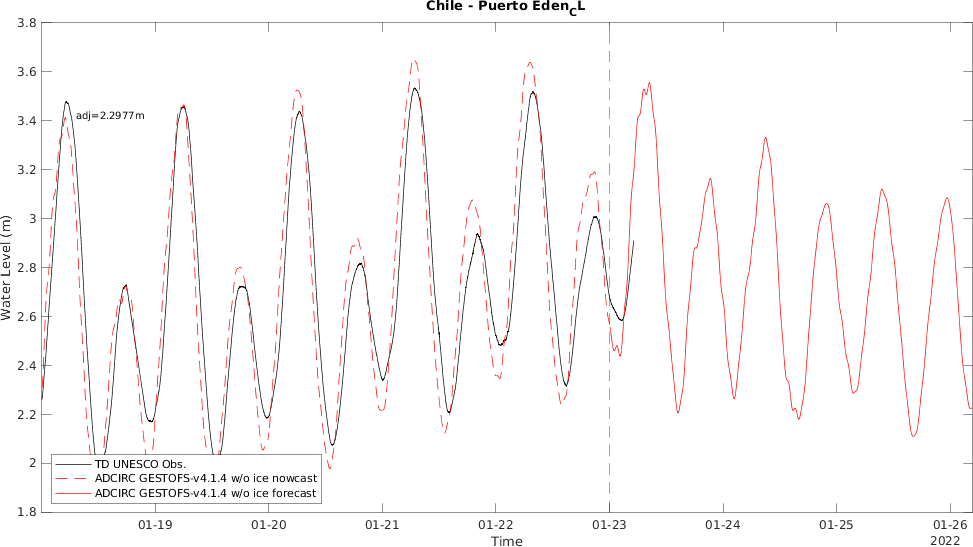 Chile - Puerto Eden_CL
3.8
3.6
3.4
3.2
3
2.8
2.6
2.4
2.2
2
1.8
Water Level (m)
adj=2.2977m
TD UNESCO Obs.
ADCIRC GESTOFS-v4.1.4 w/o ice nowcast
ADCIRC GESTOFS-v4.1.4 w/o ice forecast
01-19
01-20
01-21
01-22
01-23
01-24
01-25
01-26
Time
2022